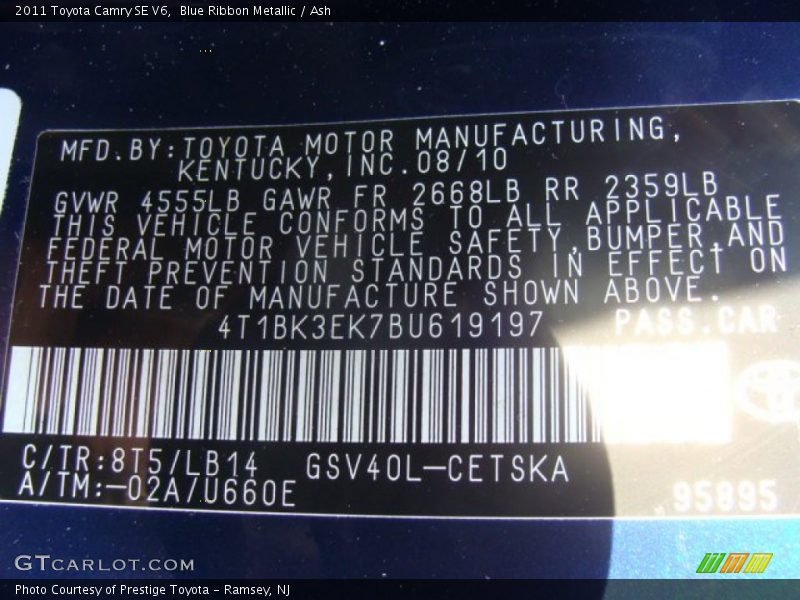 2011 Toyota Camry SE V6,  Blue Ribbon Metallic / Ash
MFD.BY:TOYOTA MOTOR MANUFACTURING,
KENTUCKY,INC.08/10
GVWR 4555LB GAWR FR 2668LB RR 2359LB
THIS VEHICLE CONFORMS TO ALL APPLICABLE
FEDERAL MOTOR VEHICLE SAFETY,BUMPER,AND
THEFT PREVENTION STANDARDS IN EFFECT ON
THE DATE OF MANUFACTURE SHOWN ABOVE.
4T1BK3EK7BU619197 PASS.CAR
C/TR:8T5/LB14 GSV40L-CETSKA
A/TM:-02A/U660E
95895
GTCARLOT.COM
Photo Courtesy of Prestige Toyota - Ramsey, NJ